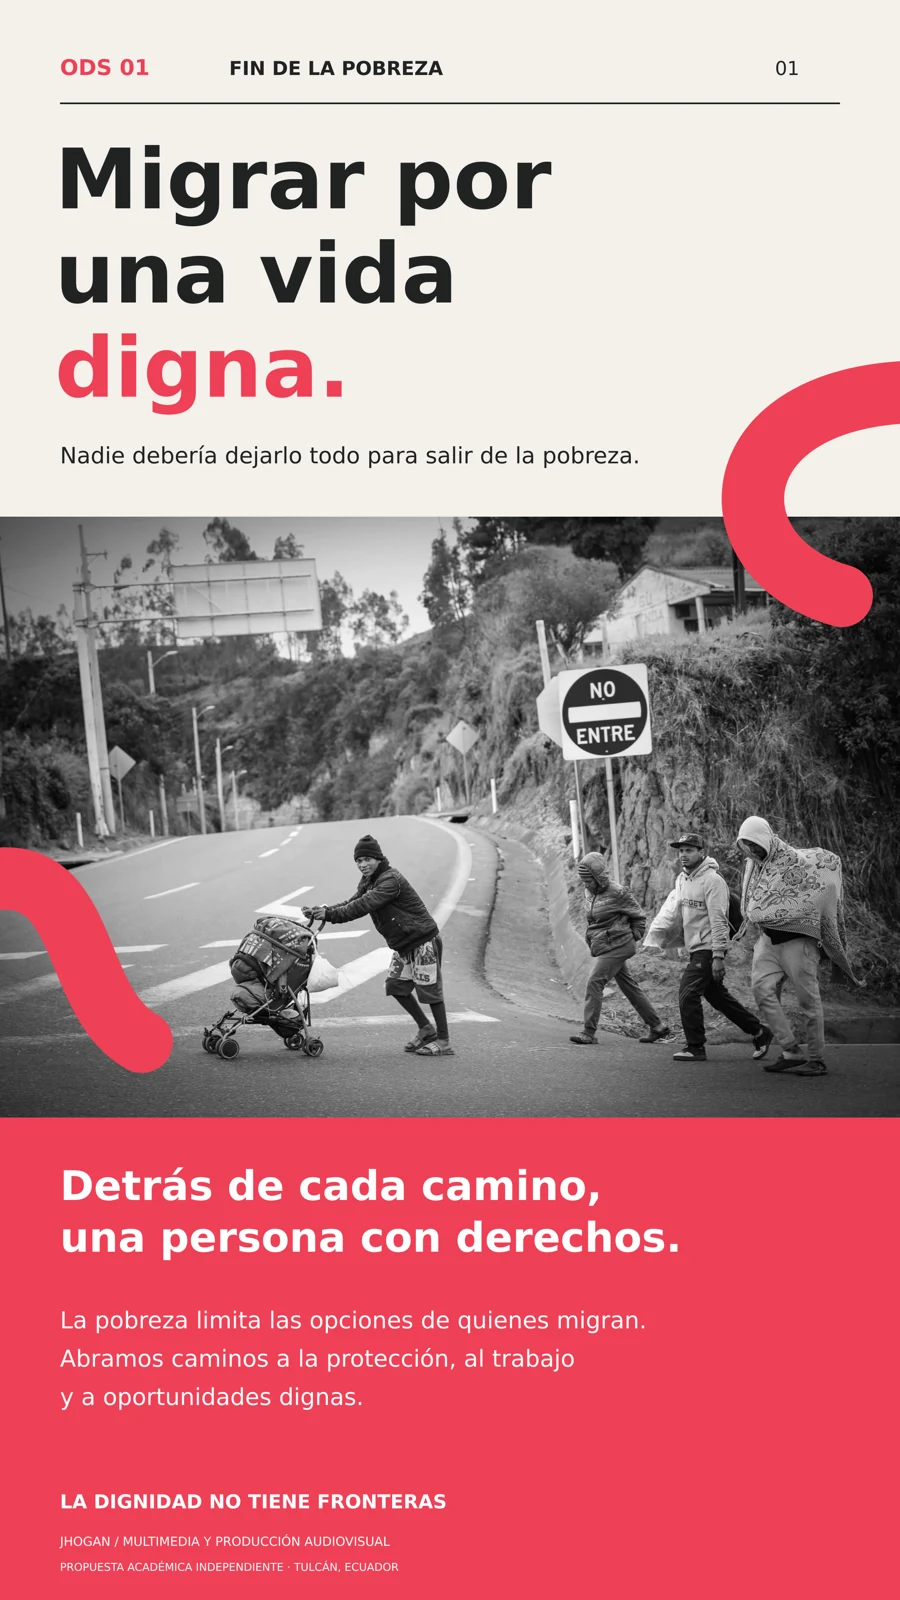 ODS 01 FIN DE LA POBREZA 01
Migrar por
una vida
digna.
Nadie debería dejarlo todo para salir de la pobreza.
NO
ENTRE
Detrás de cada camino,
una persona con derechos.
La pobreza limita las opciones de quienes migran.
Abramos caminos a la protección, al trabajo
y a oportunidades dignas.
LA DIGNIDAD NO TIENE FRONTERAS
JHOGAN / MULTIMEDIA Y PRODUCCIÓN AUDIOVISUAL
PROPUESTA ACADÉMICA INDEPENDIENTE · TULCÁN, ECUADOR